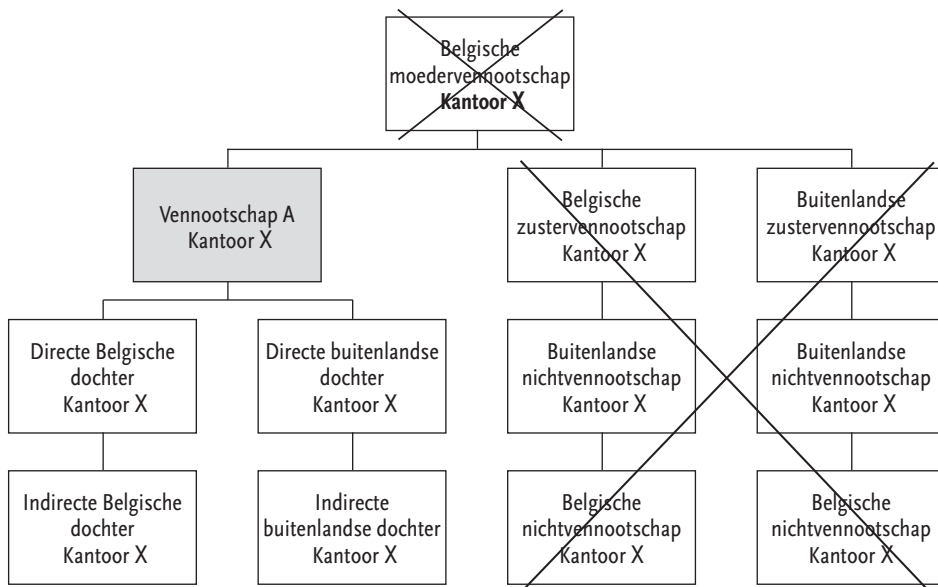 Belgische
moedervennootschap
Kantoor X
Vennootschap A
Kantoor X
Belgische
zustervennootschap
Kantoor X
Buitenlandse
zustervennootschap
Kantoor X
Directe Belgische
dochter
Kantoor X
Directe buitenlandse
dochter
Kantoor X
Buitenlandse
nichtvennootschap
Kantoor X
Buitenlandse
nichtvennootschap
Kantoor X
Indirecte Belgische
dochter
Kantoor X
Indirecte
buitenlandse dochter
Kantoor X
Belgische
nichtvennootschap
Kantoor X
Belgische
nichtvennootschap
Kantoor X